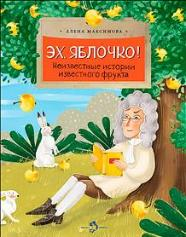 АЛЕНА МАКСИМОВА
ЭХ, ЯБЛОЧКО!
Неизвестные истории
известного фрукта